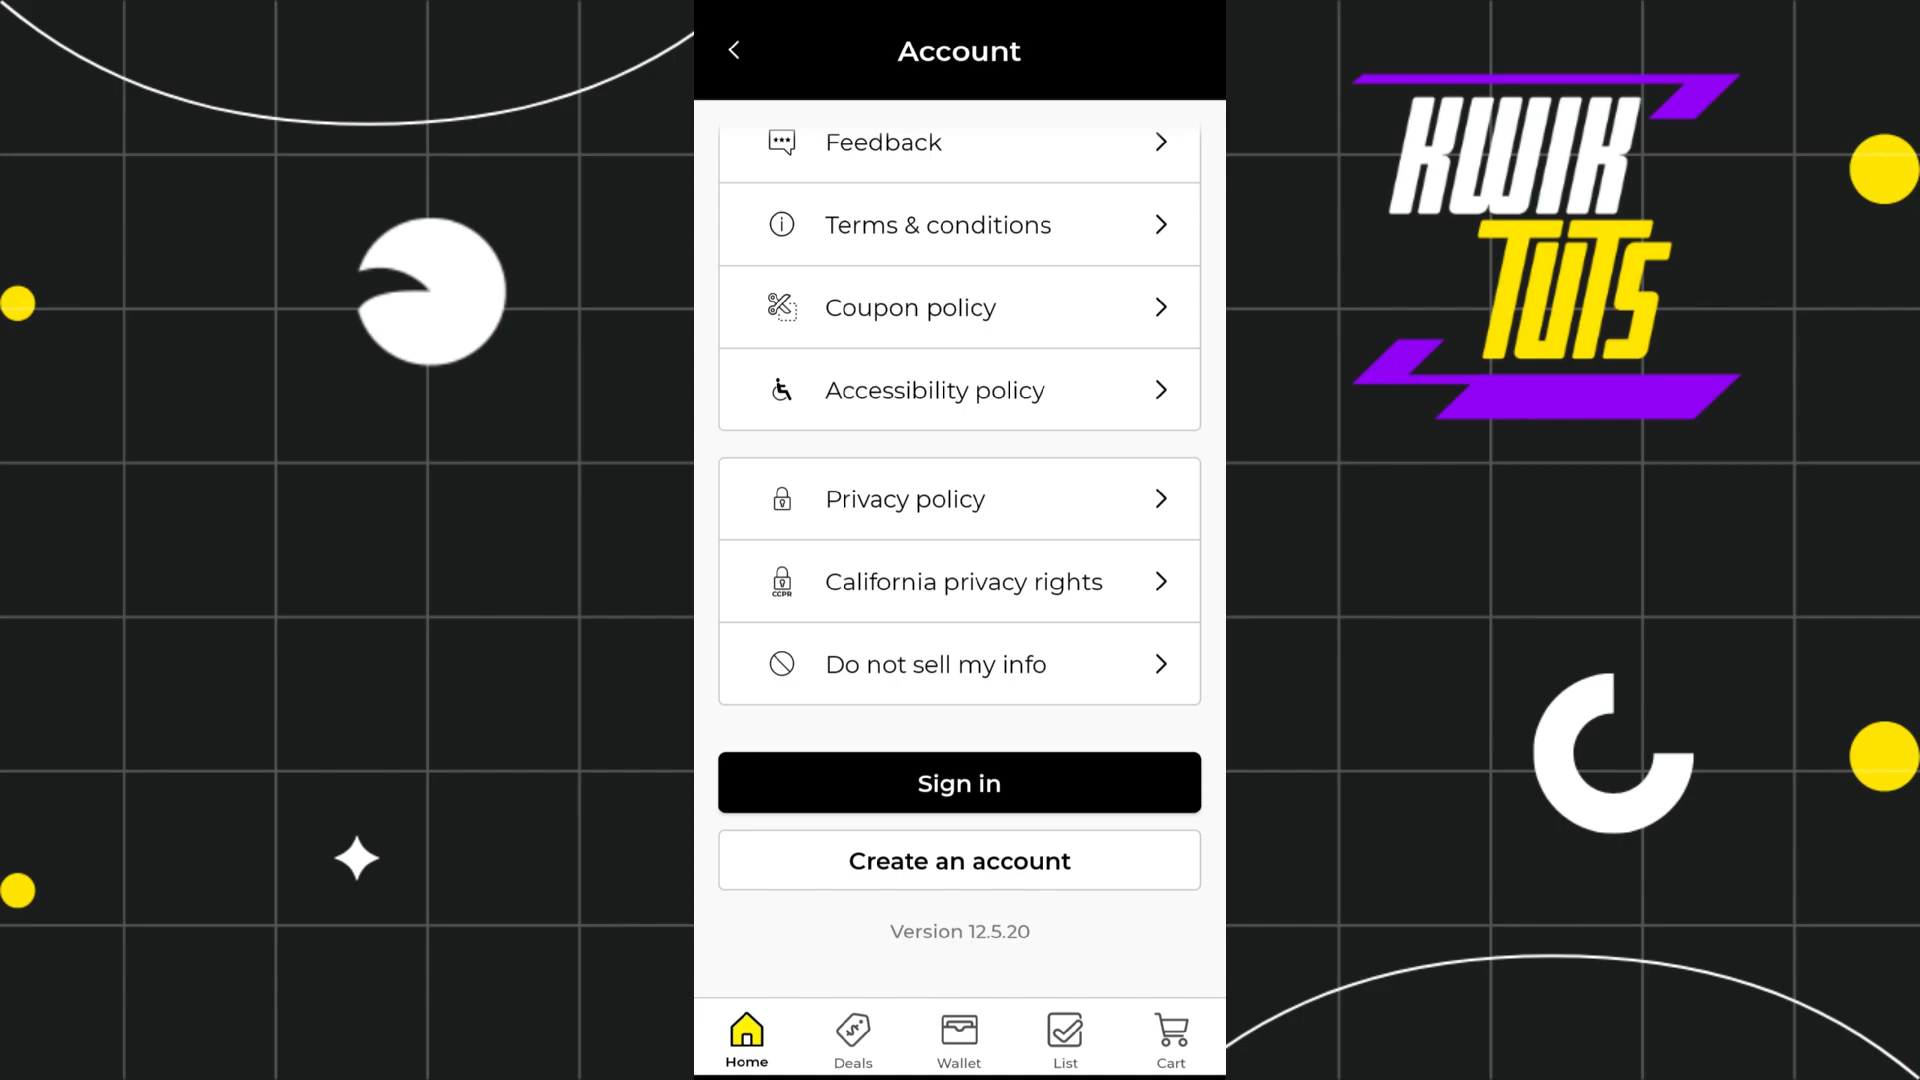 Account
Feedback
Terms & conditions
Coupon policy
Accessibility policy
Privacy policy
CCPR
California privacy rights
Do not sell my info
Sign in
Create an account
Version 12.5.20
Home
Deals
Wallet
List
Cart
KWIK
TUTS